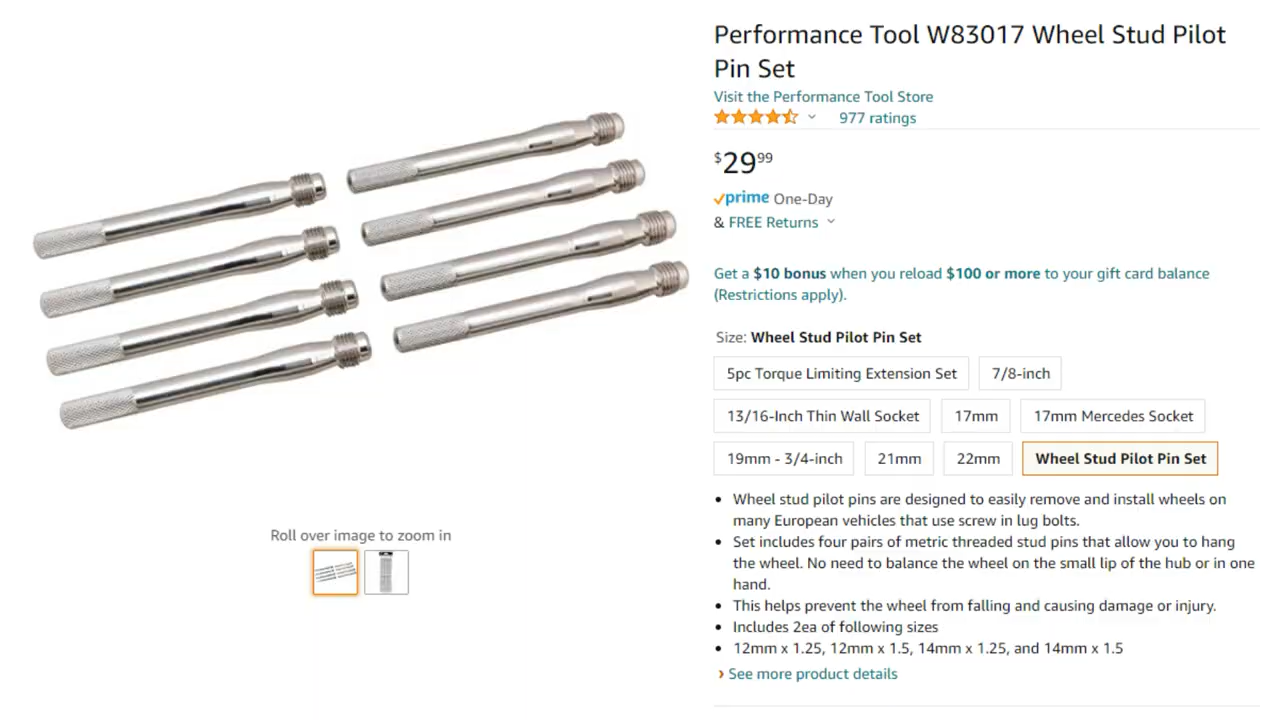 Performance Tool W83017 Wheel Stud Pilot
Pin Set
Visit the Performance Tool Store
977 ratings
$29 99
prime One-Day
& FREE Returns
Get a $10 bonus when you reload $100 or more to your gift card balance
(Restrictions apply).
Size: Wheel Stud Pilot Pin Set
5pc Torque Limiting Extension Set 7/8-inch
13/16-Inch Thin Wall Socket 17mm 17mm Mercedes Socket
19mm - 3/4-inch 21mm 22mm Wheel Stud Pilot Pin Set
• Wheel stud pilot pins are designed to easily remove and install wheels on
many European vehicles that use screw in lug bolts.
• Set includes four pairs of metric threaded stud pins that allow you to hang
the wheel. No need to balance the wheel on the small lip of the hub or in one
hand.
• This helps prevent the wheel from falling and causing damage or injury.
• Includes 2ea of following sizes
• 12mm x 1.25, 12mm x 1.5, 14mm x 1.25, and 14mm x 1.5
› See more product details
Roll over image to zoom in